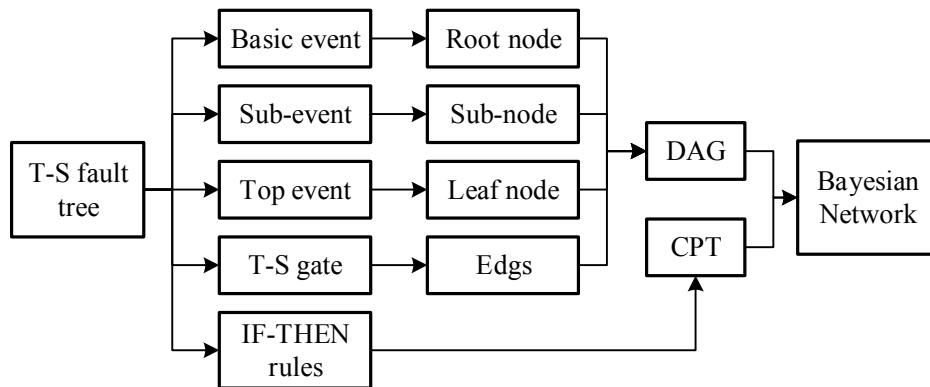 T-S fault
tree
Basic event
Root node
Sub-event
Sub-node
Top event
Leaf node
T-S gate
Edgs
IF-THEN
rules
DAG
CPT
Bayesian
Network